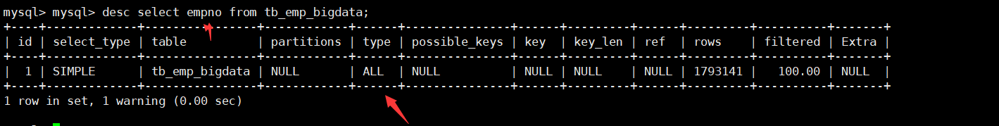 mysql> mysql> desc select empno from tb_emp_bigdata;
+----+-------------+----------------+------------+------+---------------+------+---------+------+---------+----------+-------+
| id | select_type | table          | partitions | type | possible_keys | key  | key_len | ref  | rows    | filtered | Extra |
+----+-------------+----------------+------------+------+---------------+------+---------+------+---------+----------+-------+
|  1 | SIMPLE      | tb_emp_bigdata | NULL       | ALL  | NULL          | NULL | NULL    | NULL | 1793141 |   100.00 | NULL  |
+----+-------------+----------------+------------+------+---------------+------+---------+------+---------+----------+-------+
1 row in set, 1 warning (0.00 sec)